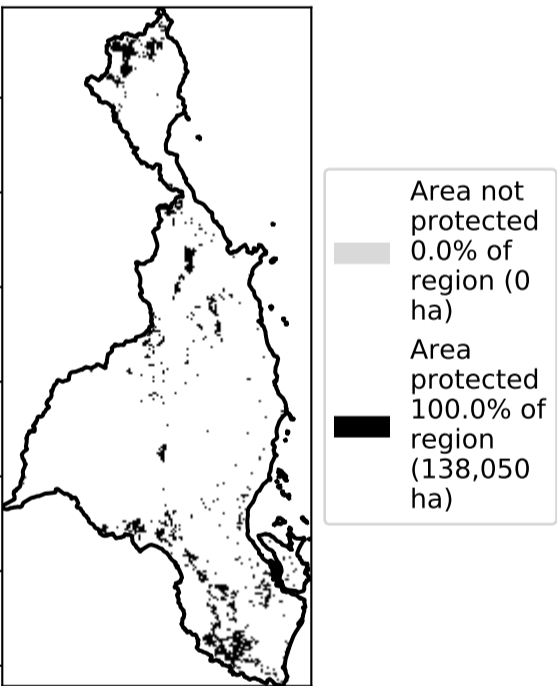 Area not
protected
0.0% of
region (0
ha)
Area
protected
100.0% of
region
(138,050
ha)